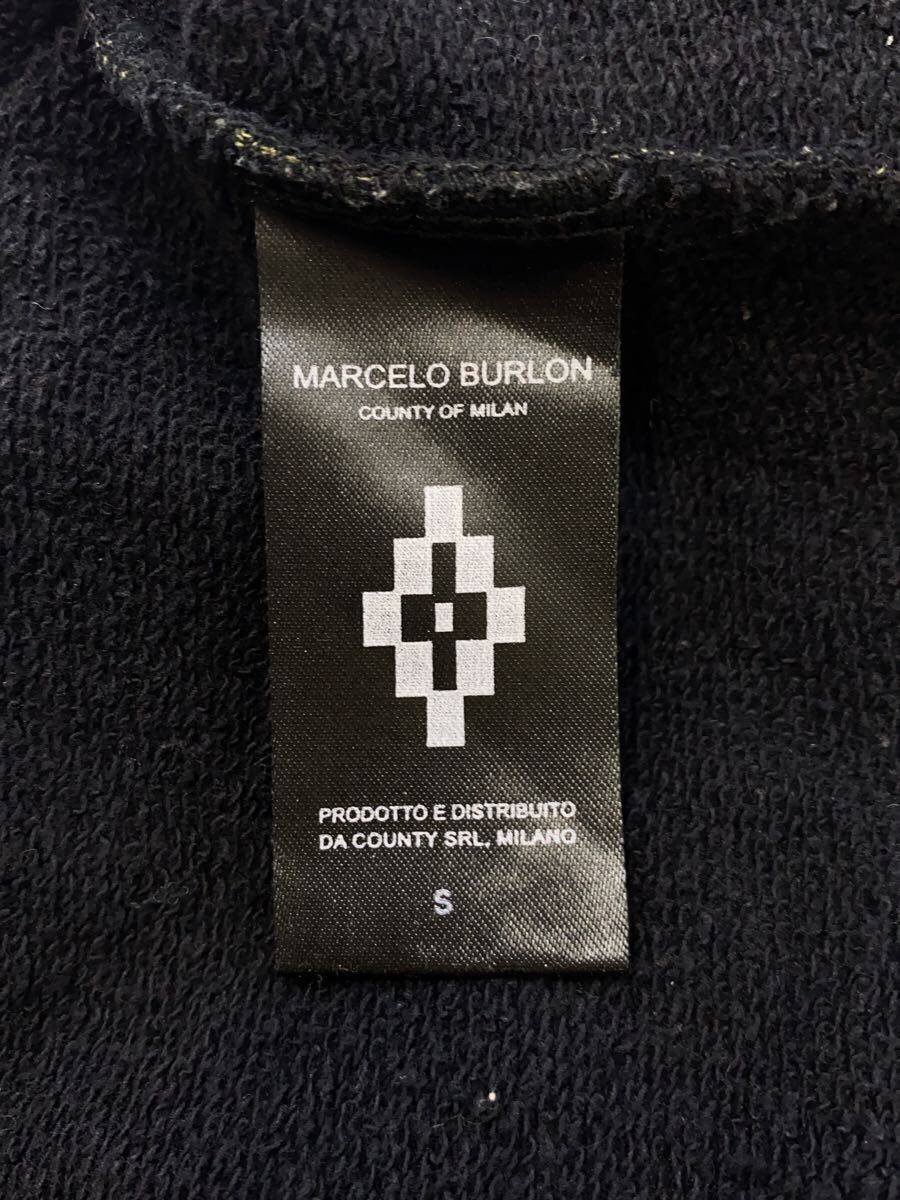 MARCELO BURLON
COUNTY OF MILAN
PRODOTTO E DISTRIBUITO
DA COUNTY SRL, MILANO
S